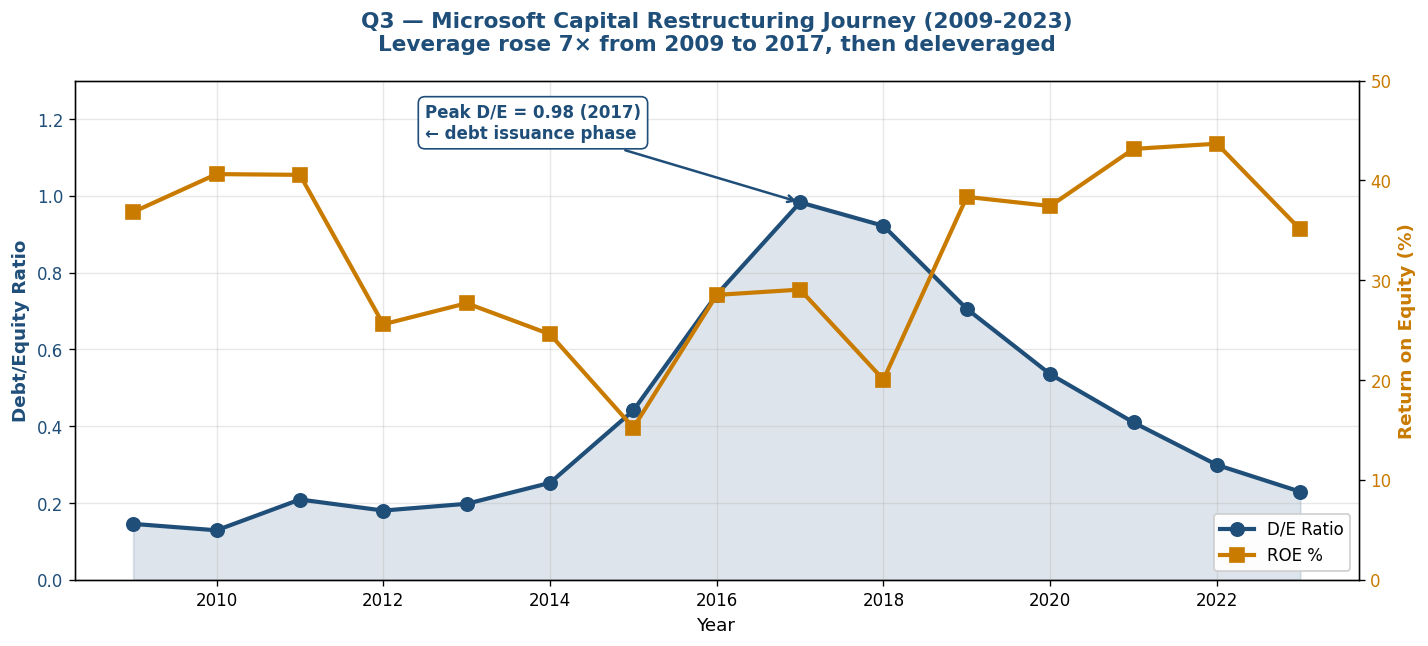 Q3 — Microsoft Capital Restructuring Journey (2009-2023)
Leverage rose 7× from 2009 to 2017, then deleveraged
Peak D/E = 0.98 (2017)
← debt issuance phase
Debt/Equity Ratio
1.2
1.0
0.8
0.6
0.4
0.2
0.0
50
40
30
20
10
0
Return on Equity (%)
D/E Ratio
ROE %
2010
2012
2014
2016
2018
2020
2022
Year